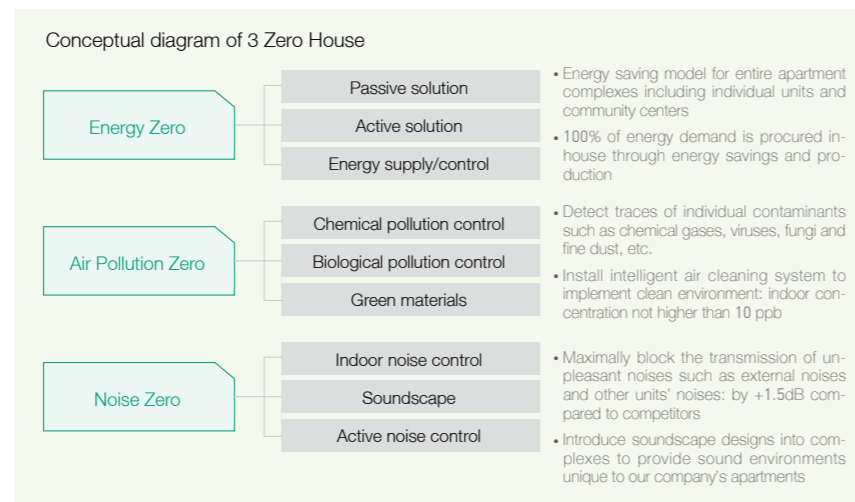 Conceptual diagram of 3 Zero House
Energy Zero
Passive solution
Active solution
Energy supply/control
• Energy saving model for entire apartment
complexes including individual units and
community centers
• 100% of energy demand is procured in-
house through energy savings and pro-
duction
Air Pollution Zero
Chemical pollution control
Biological pollution control
Green materials
• Detect traces of individual contaminants
such as chemical gases, viruses, fungi and
fine dust, etc.
• Install intelligent air cleaning system to
implement clean environment: indoor con-
centration not higher than 10 ppb
Noise Zero
Indoor noise control
Soundscape
Active noise control
• Maximally block the transmission of un-
pleasant noises such as external noises
and other units' noises: by +1.5dB com-
pared to competitors
• Introduce soundscape designs into com-
plexes to provide sound environments
unique to our company's apartments